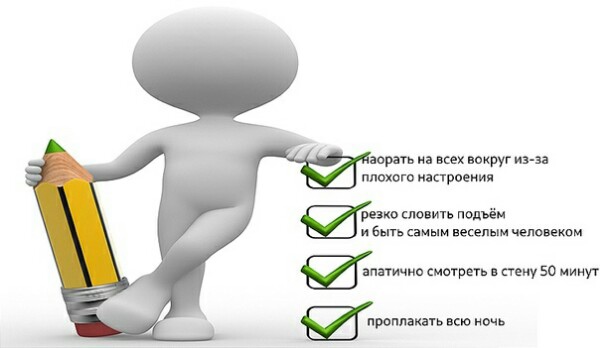 наорать на всех вокруг из-за
плохого настроения
резко словить подъём
и быть самым веселым человеком
апатично смотреть в стену 50 минут
проплакать всю ночь